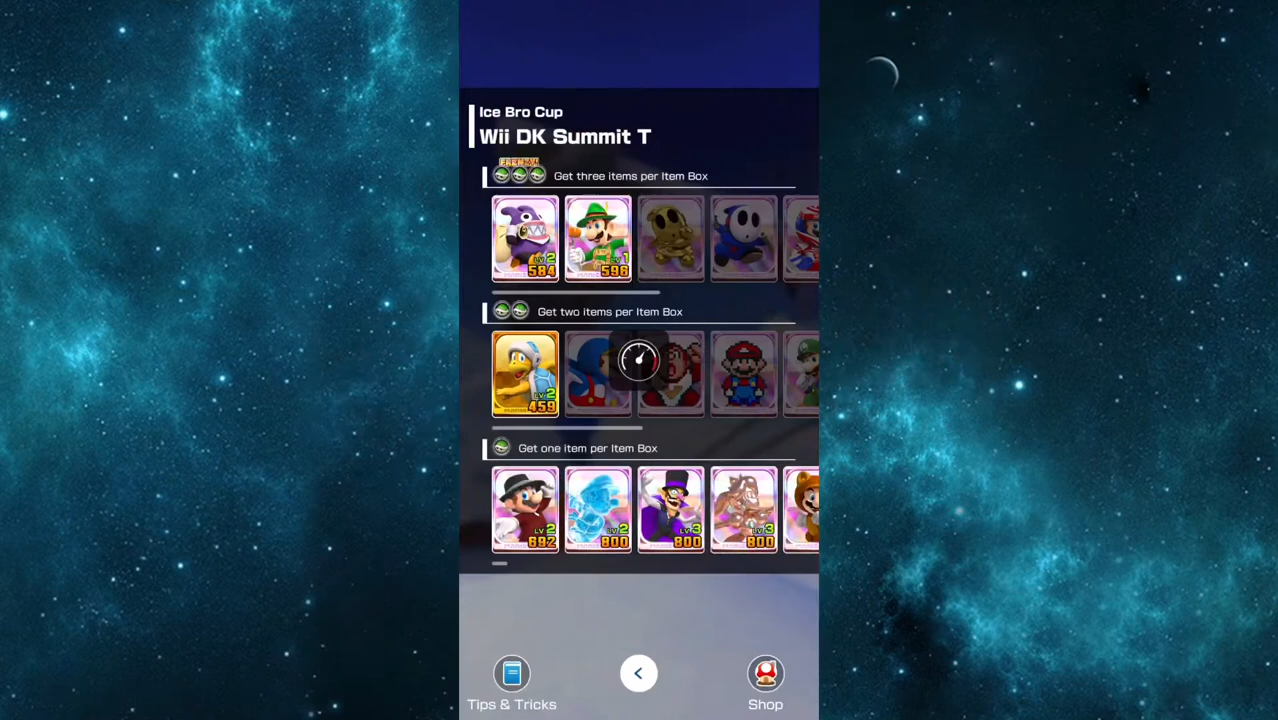 Ice Bro Cup
Wii DK Summit T
FRENZY!
Get three items per Item Box
LV 2
584
LV 1
598
Get two items per Item Box
LV 2
459
Get one item per Item Box
LV 2
692
LV 2
800
LV 3
800
LV 3
800
Tips & Tricks
Shop